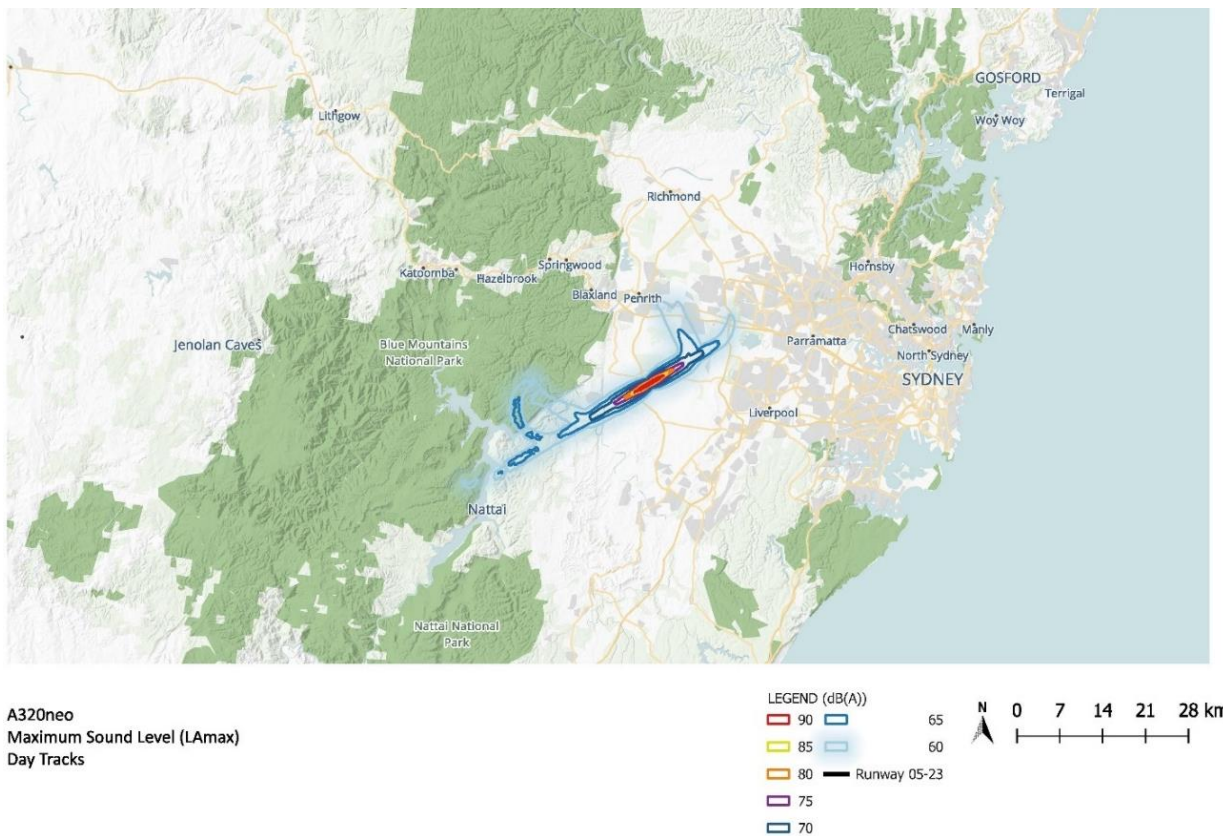 GOSFORD
Terrigal
Woy Woy
Lithgow
Richmond
Hornsby
Springwood
Katoomba
Hazelbrook
Blaxland
Penrith
Chatswood
Manly
Parramatta
Jenolan Caves
Blue Mountains
National Park
North Sydney
SYDNEY
Liverpool
Nattai
Nattai National
Park
A320neo
Maximum Sound Level (LAmax)
Day Tracks
LEGEND (dB(A))
90
65
85
60
80
Runway 05-23
75
70
N
0 7 14 21 28 km